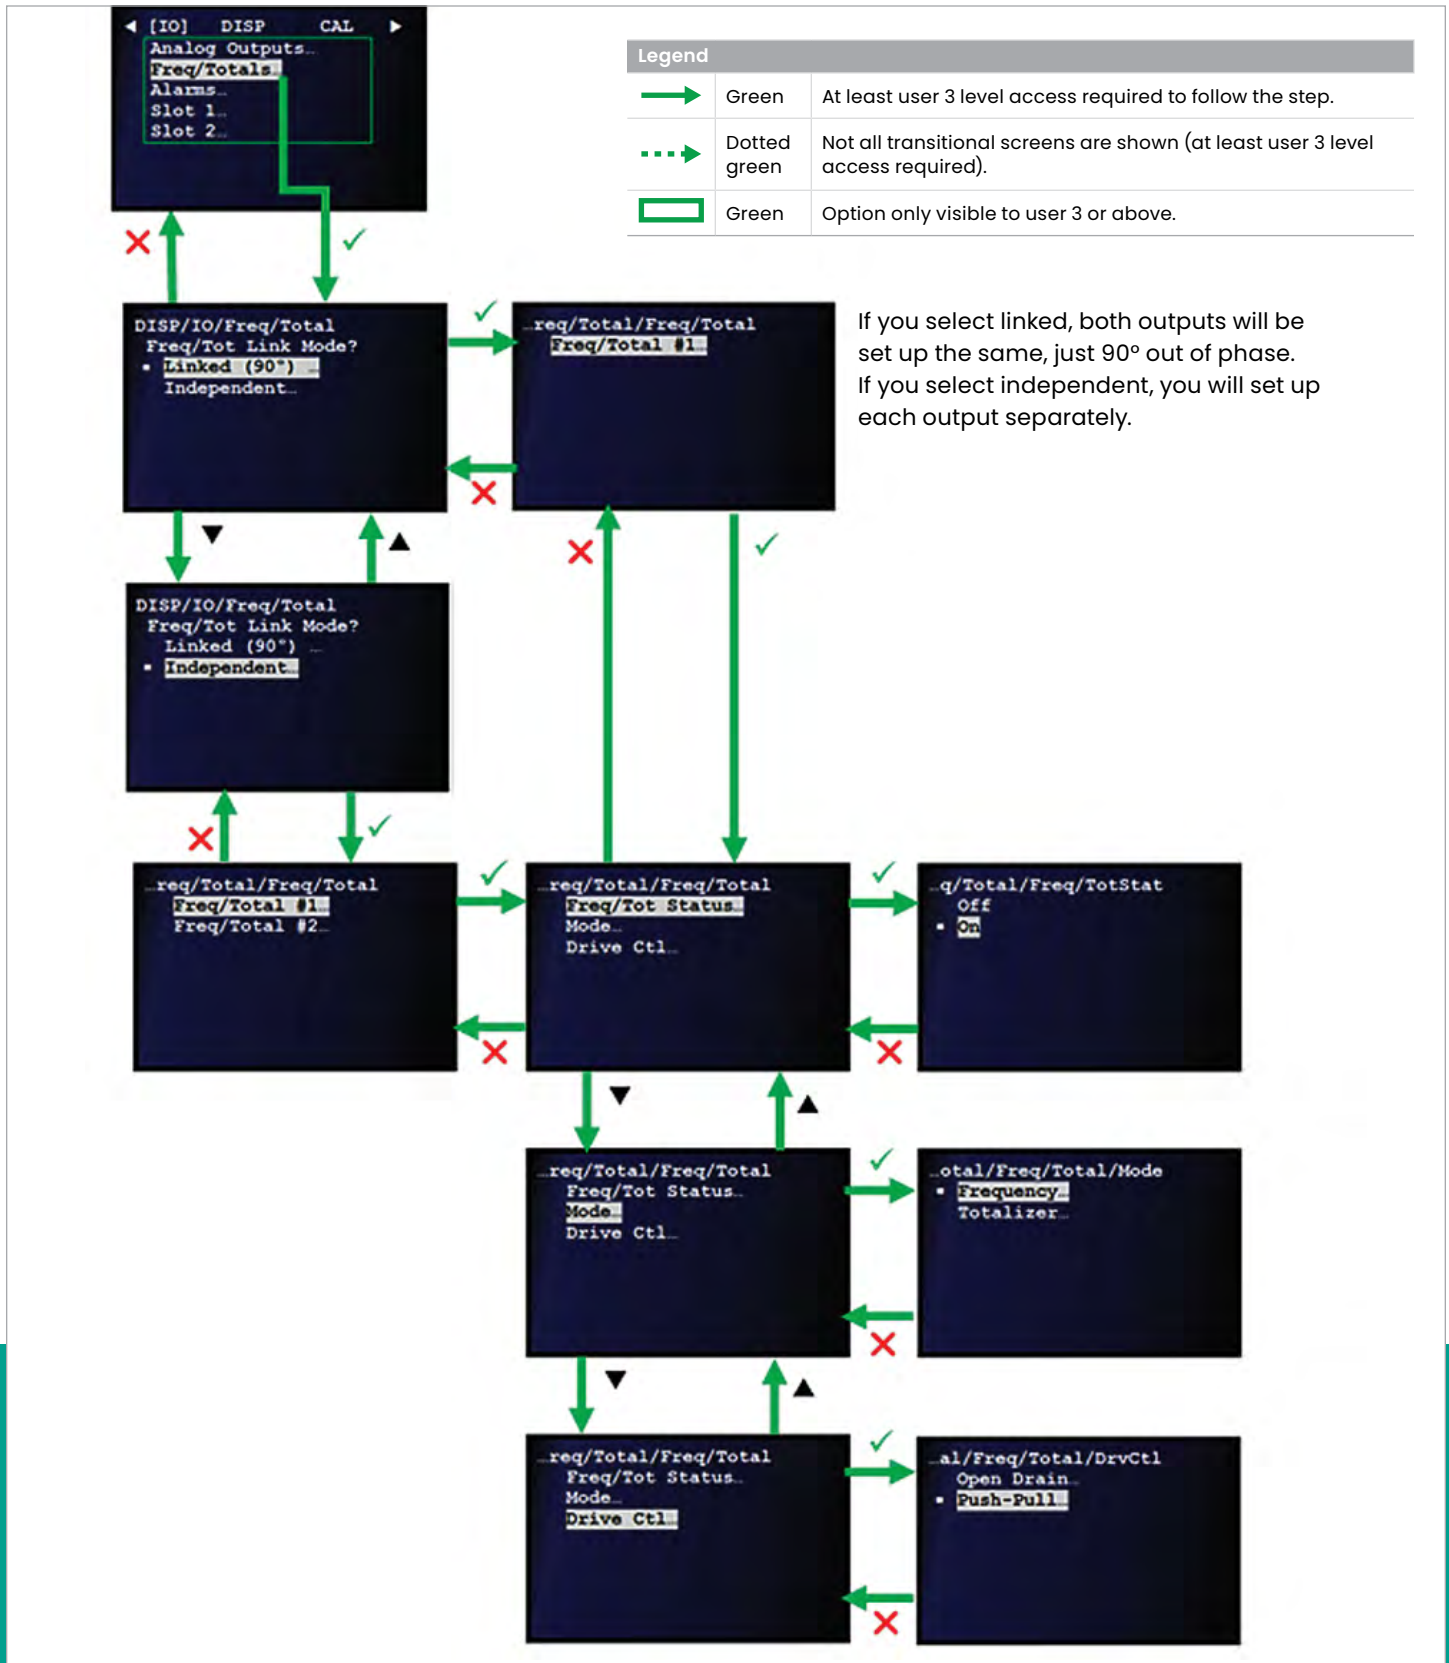 [IO] DISP CAL
Analog Outputs…
Freq/Totals…
Alarms…
Slot 1…
Slot 2…
Legend
Green At least user 3 level access required to follow the step.
Dotted green Not all transitional screens are shown (at least user 3 level
access required).
Green Option only visible to user 3 or above.
DISP/IO/Freq/Total
Freq/Tot Link Mode?
Linked (90°) …
Independent…
…req/Total/Freq/Total
Freq/Total #1…
If you select linked, both outputs will be
set up the same, just 90° out of phase.
If you select independent, you will set up
each output separately.
DISP/IO/Freq/Total
Freq/Tot Link Mode?
Linked (90°) …
Independent…
…req/Total/Freq/Total
Freq/Total #1…
Freq/Total #2…
…req/Total/Freq/Total
Freq/Tot Status…
Mode…
Drive Ctl…
…q/Total/Freq/TotStat
Off
On
…req/Total/Freq/Total
Freq/Tot Status…
Mode…
Drive Ctl…
…otal/Freq/Total/Mode
Frequency…
Totalizer…
…req/Total/Freq/Total
Freq/Tot Status…
Mode…
Drive Ctl…
…al/Freq/Total/DrvCtl
Open Drain…
Push-Pull…